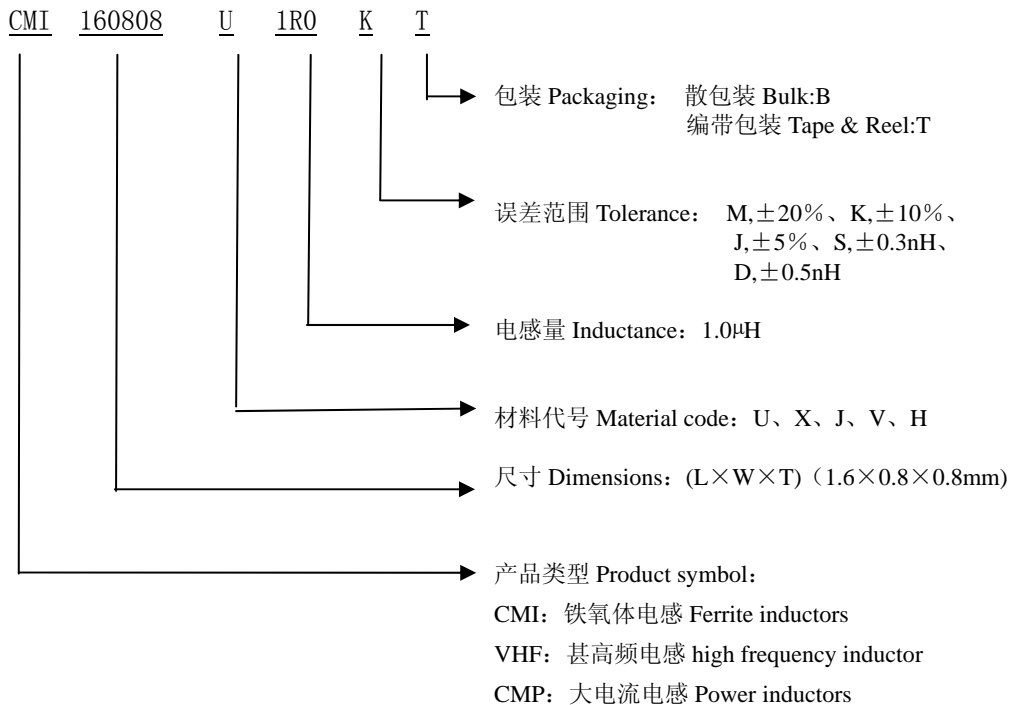 CMI 160808 U 1R0 K T
包装 Packaging： 散包装 Bulk:B
编带包装 Tape & Reel:T
误差范围 Tolerance： M,±20％、K,±10％、
J,±5％、S,±0.3nH、
D,±0.5nH
电感量 Inductance：1.0μH
材料代号 Material code：U、X、J、V、H
尺寸 Dimensions：(L×W×T)（1.6×0.8×0.8mm)
产品类型 Product symbol：
CMI：铁氧体电感 Ferrite inductors
VHF：甚高频电感 high frequency inductor
CMP：大电流电感 Power inductors